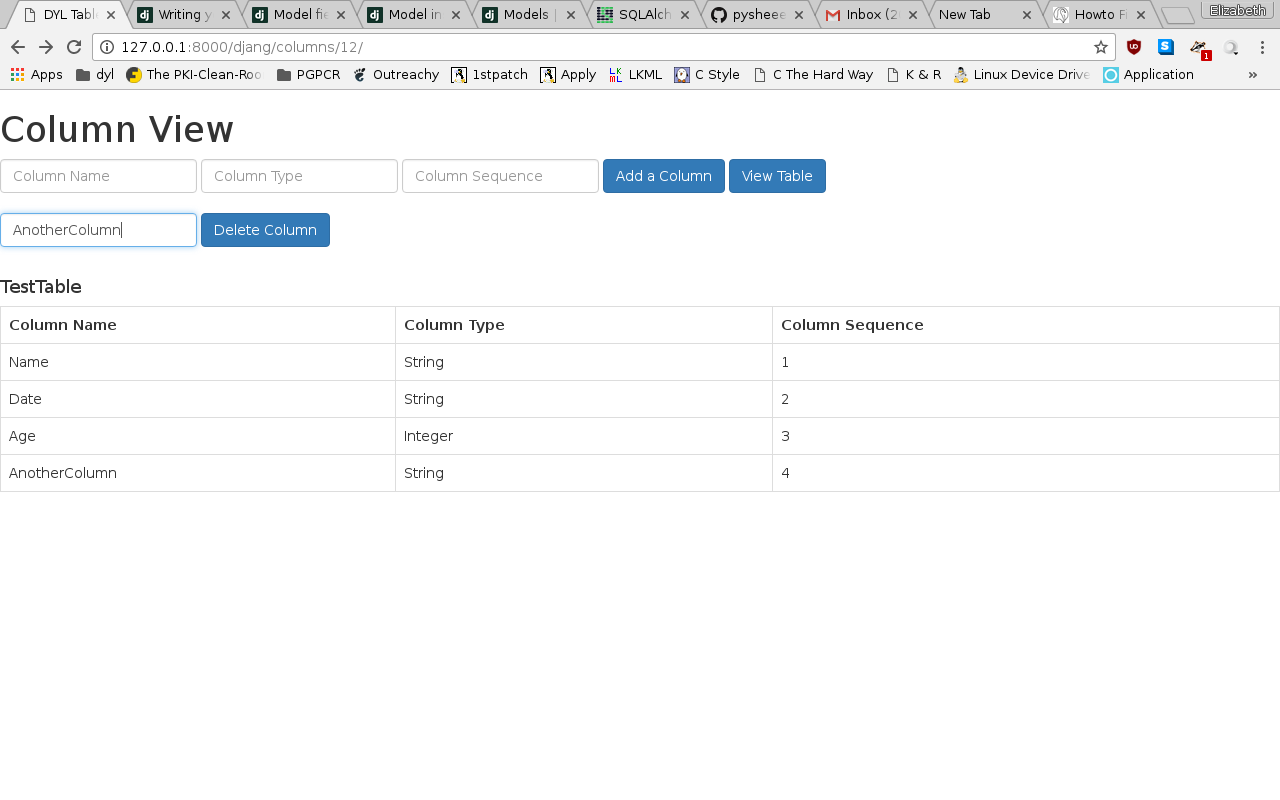 DYL Tabl Writing y Model fie Model in Models | SQLAlch pysheee Inbox (2 New Tab Howto Fi Elizabeth
127.0.0.1:8000/djang/columns/12/
Apps dyl The PKI-Clean-Roo PGPCR Outreachy 1stpatch Apply LKML C Style C The Hard Way K & R Linux Device Drive Application »
Column View
Column Name Column Type Column Sequence Add a Column View Table
AnotherColumn Delete Column
TestTable
Column Name Column Type Column Sequence
Name String 1
Date String 2
Age Integer 3
AnotherColumn String 4